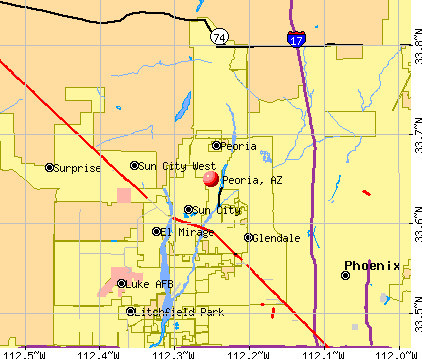 74
17
33.8°N
Peoria
33.7°N
Surprise
Sun City West
Peoria, AZ
Sun City
El Mirage
Glendale
33.6°N
Phoenix
Luke AFB
Litchfield Park
33.5°N
112.5°W
112.4°W
112.3°W
112.2°W
112.1°W
112.0°W